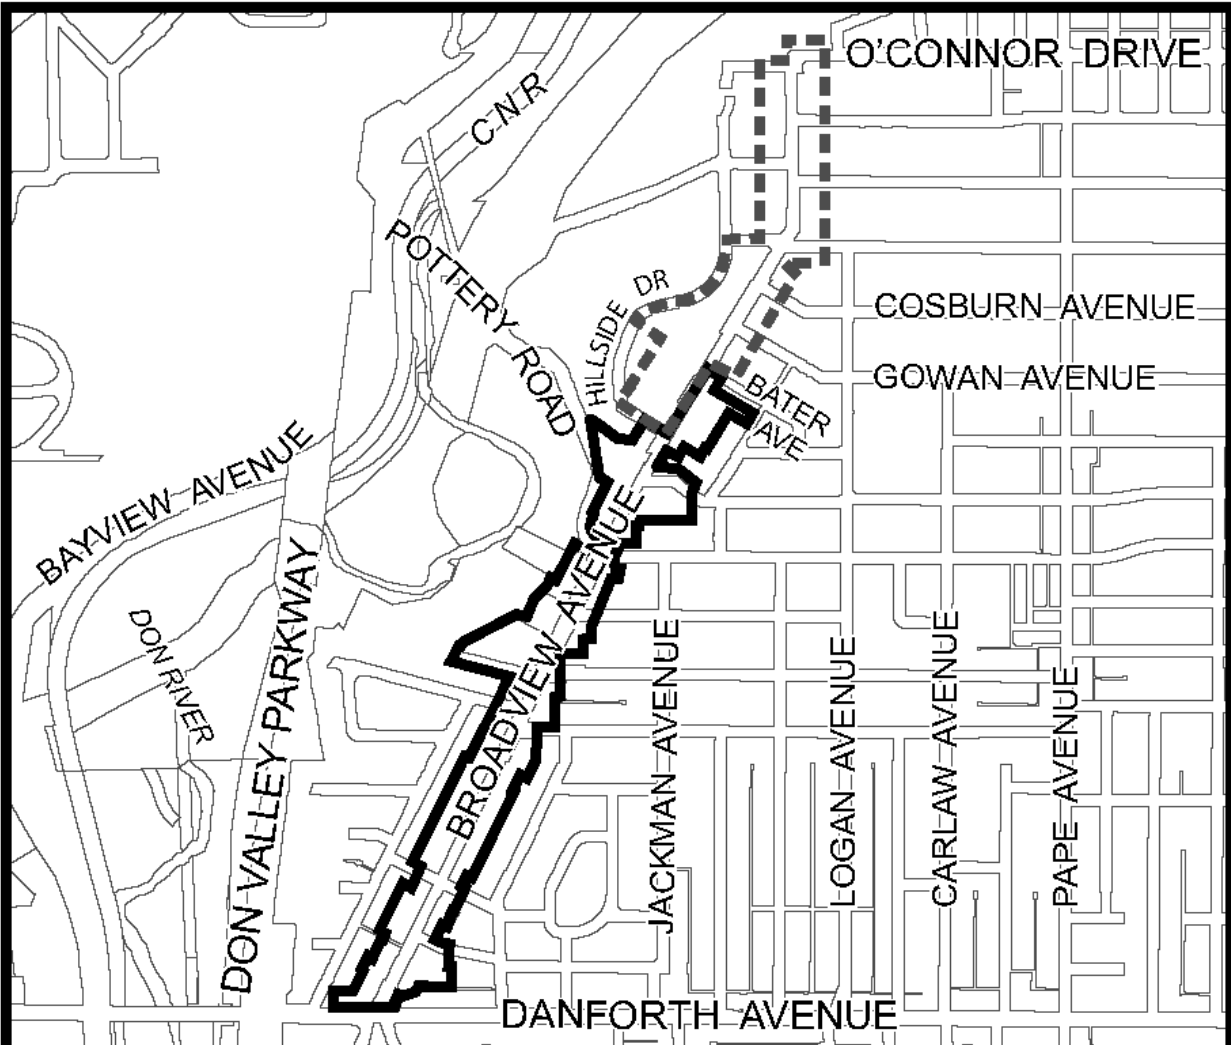 O'CONNOR DRIVE
C N R
POTTERY ROAD
HILLSIDE DR
COSBURN AVENUE
GOWAN AVENUE
BATER
AVE
BAYVIEW AVENUE
DON RIVER
DON VALLEY PARKWAY
BROADVIEW AVENUE
JACKMAN AVENUE
LOGAN AVENUE
CARLAW AVENUE
PAPE AVENUE
DANFORTH AVENUE